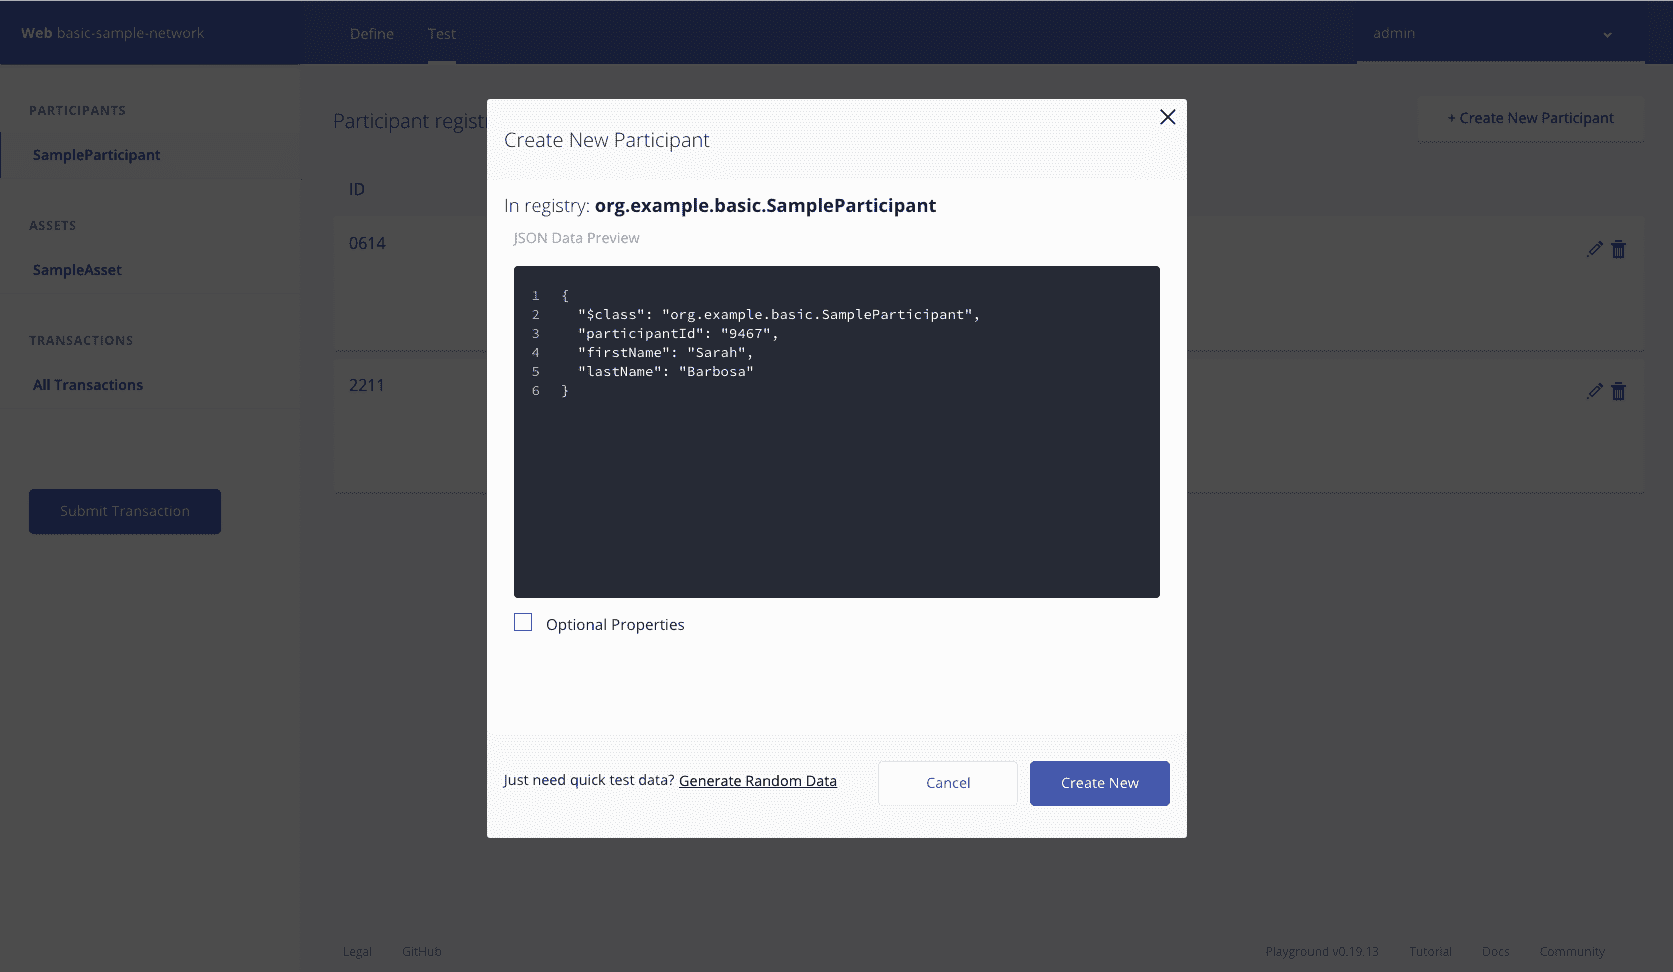 Web basic-sample-network
Define
Test
admin
PARTICIPANTS
SampleParticipant
ASSETS
SampleAsset
TRANSACTIONS
All Transactions
Submit Transaction
Participant regist
+ Create New Participant
ID
0614
2211
Create New Participant
In registry: org.example.basic.SampleParticipant
JSON Data Preview
1 {
2 "$class": "org.example.basic.SampleParticipant",
3 "participantId": "9467",
4 "firstName": "Sarah",
5 "lastName": "Barbosa"
6 }
Optional Properties
Just need quick test data? Generate Random Data
Cancel
Create New
Legal
GitHub
Playground v0.19.13
Tutorial
Docs
Community